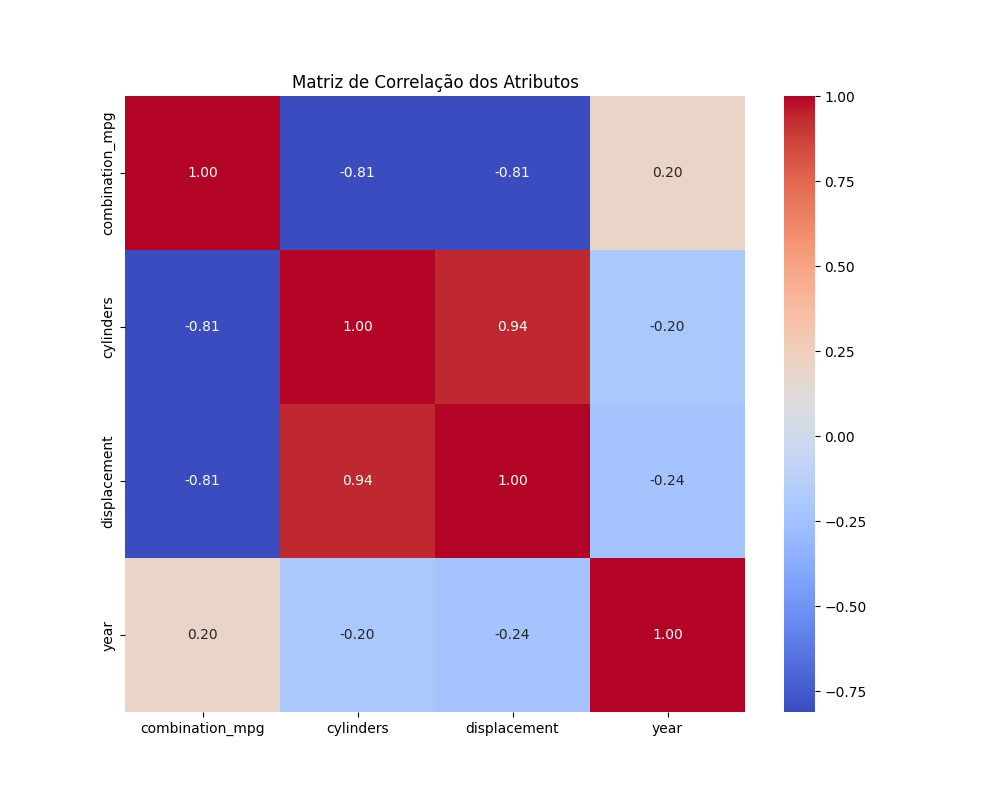 Matriz de Correlação dos Atributos
combination_mpg
1.00 -0.81 -0.81 0.20
cylinders
-0.81 1.00 0.94 -0.20
displacement
-0.81 0.94 1.00 -0.24
year
0.20 -0.20 -0.24 1.00
combination_mpg cylinders displacement year
1.00
0.75
0.50
0.25
0.00
−0.25
−0.50
−0.75